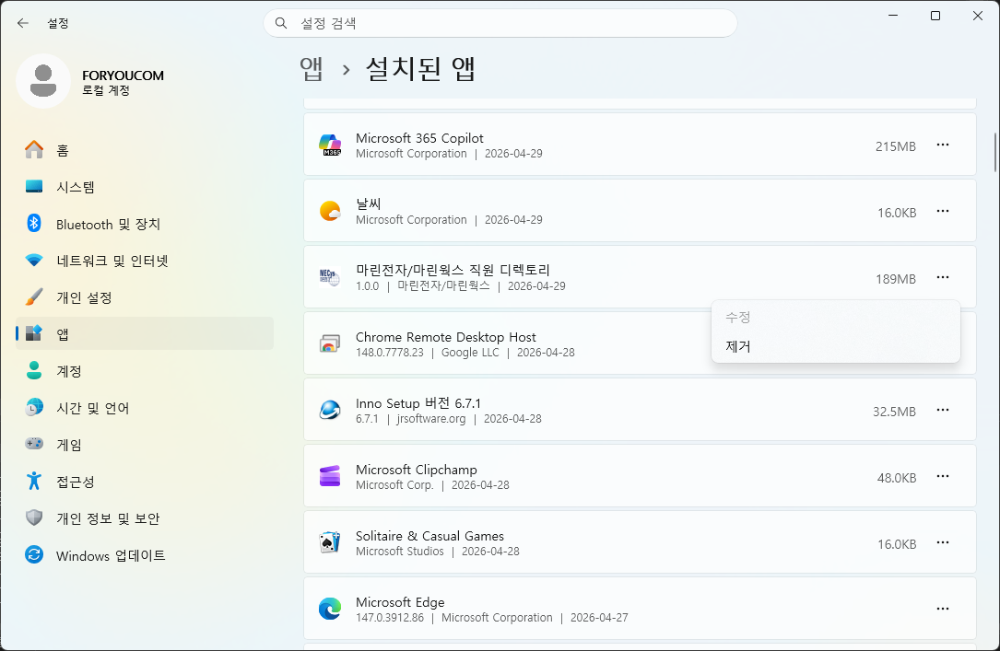 설정
설정 검색
FORYOUCOM
로컬 계정
홈
시스템
Bluetooth 및 장치
네트워크 및 인터넷
개인 설정
앱
계정
시간 및 언어
게임
접근성
개인 정보 및 보안
Windows 업데이트
앱 › 설치된 앱
Microsoft 365 Copilot
Microsoft Corporation | 2026-04-29
215MB
M365
날씨
Microsoft Corporation | 2026-04-29
16.0KB
마린전자/마린웍스 직원 디렉토리
1.0.0 | 마린전자/마린웍스 | 2026-04-29
189MB
수정
제거
Chrome Remote Desktop Host
148.0.7778.23 | Google LLC | 2026-04-28
Inno Setup 버전 6.7.1
6.7.1 | jrsoftware.org | 2026-04-28
32.5MB
Microsoft Clipchamp
Microsoft Corp. | 2026-04-28
48.0KB
Solitaire & Casual Games
Microsoft Studios | 2026-04-28
16.0KB
Microsoft Edge
147.0.3912.86 | Microsoft Corporation | 2026-04-27